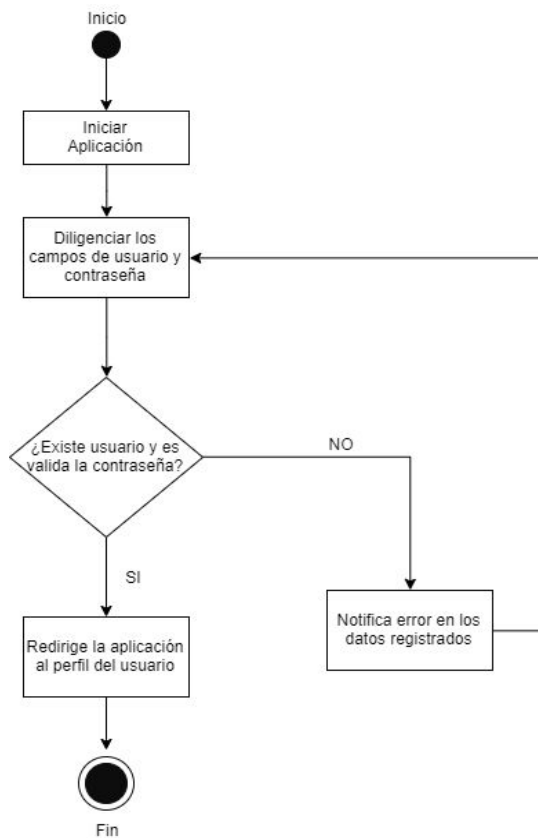 Inicio
Iniciar
Aplicación
Diligenciar los
campos de usuario y
contraseña
¿Existe usuario y es
valida la contraseña?
NO
SI
Notifica error en los
datos registrados
Redirige la aplicación
al perfil del usuario
Fin